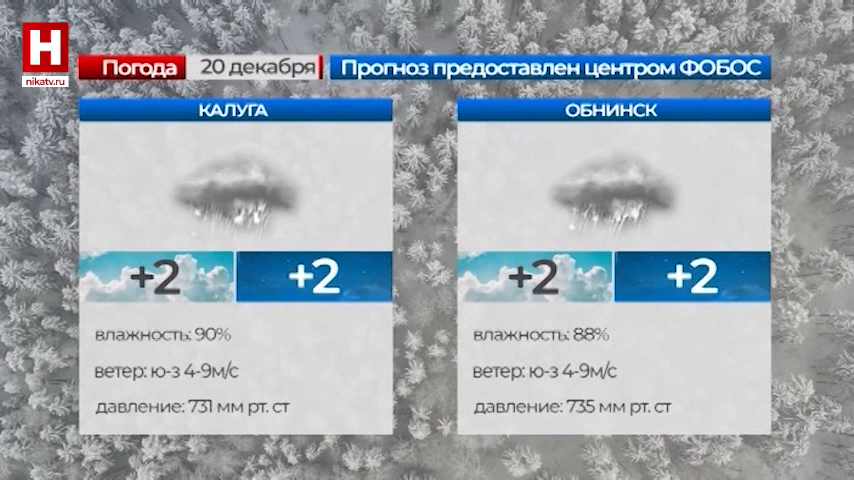 Н
nikatv.ru
Погода
20 декабря
Прогноз предоставлен центром ФОБОС
КАЛУГА
+2
+2
влажность: 90%
ветер: ю-з 4-9м/с
давление: 731 мм рт. ст
ОБНИНСК
+2
+2
влажность: 88%
ветер: ю-з 4-9м/с
давление: 735 мм рт. ст